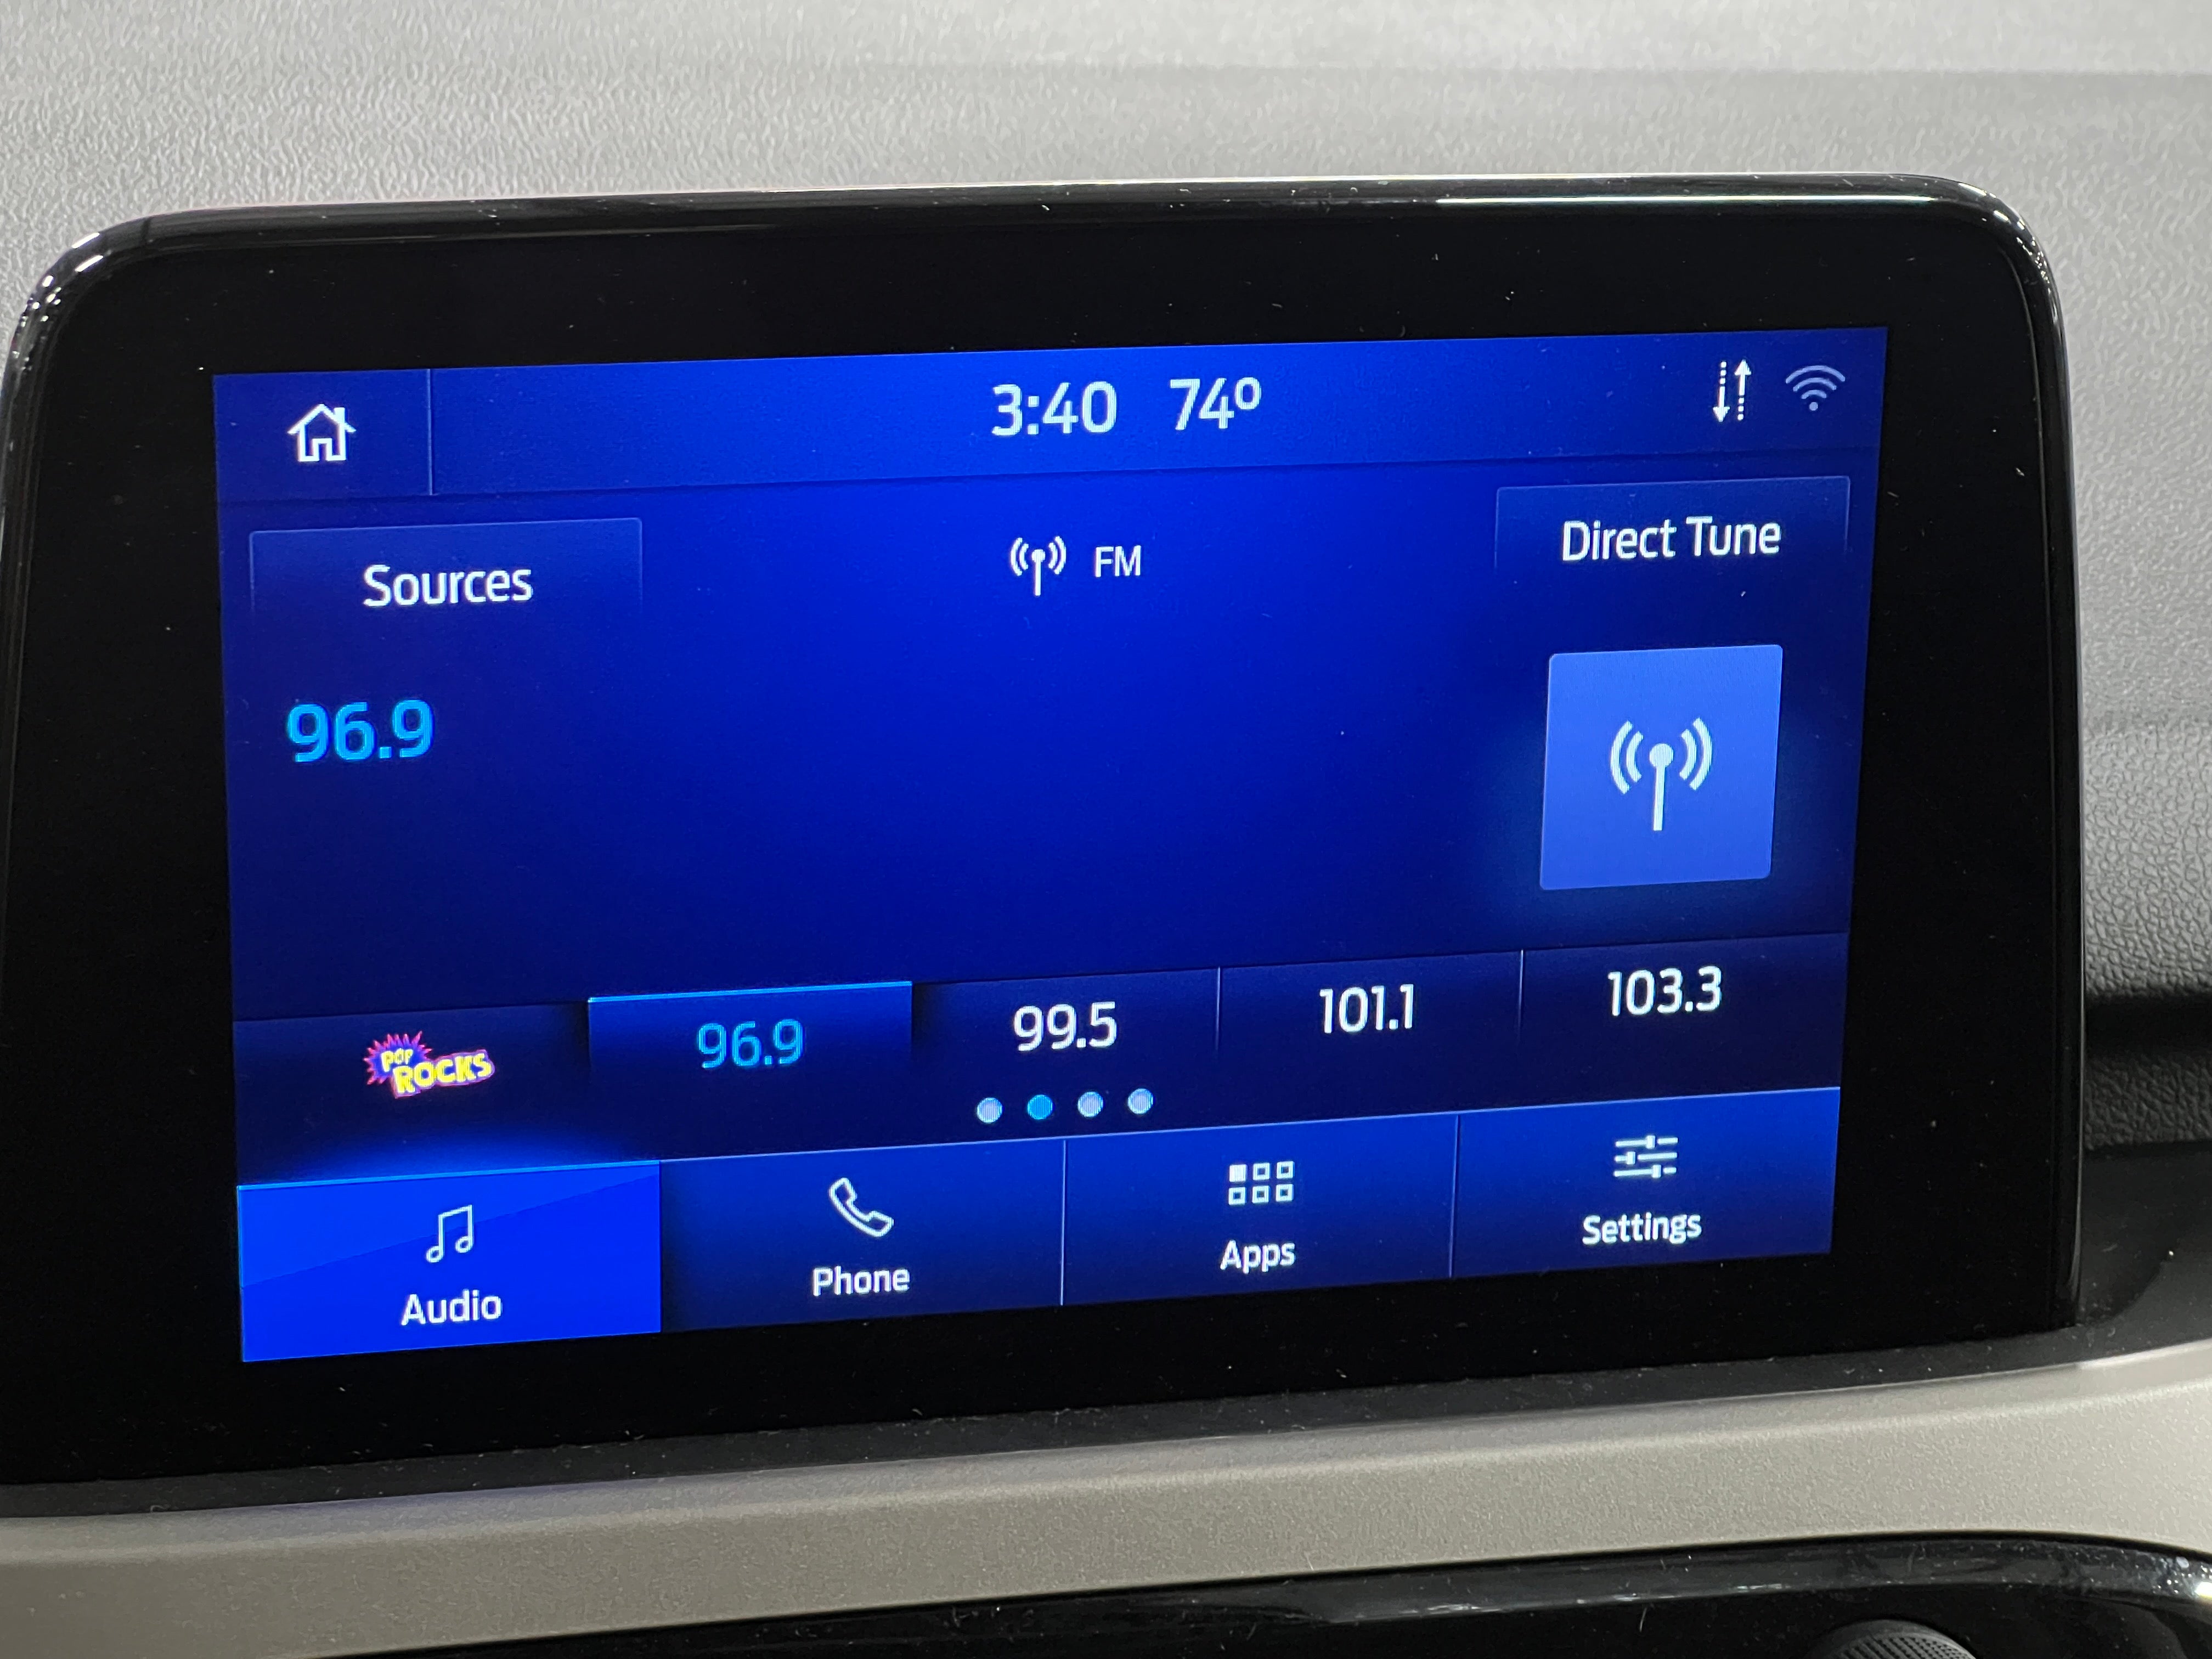 3:40 74º
Sources
FM
Direct Tune
96.9
POP ROCKS
96.9
99.5
101.1
103.3
Audio
Phone
Apps
Settings